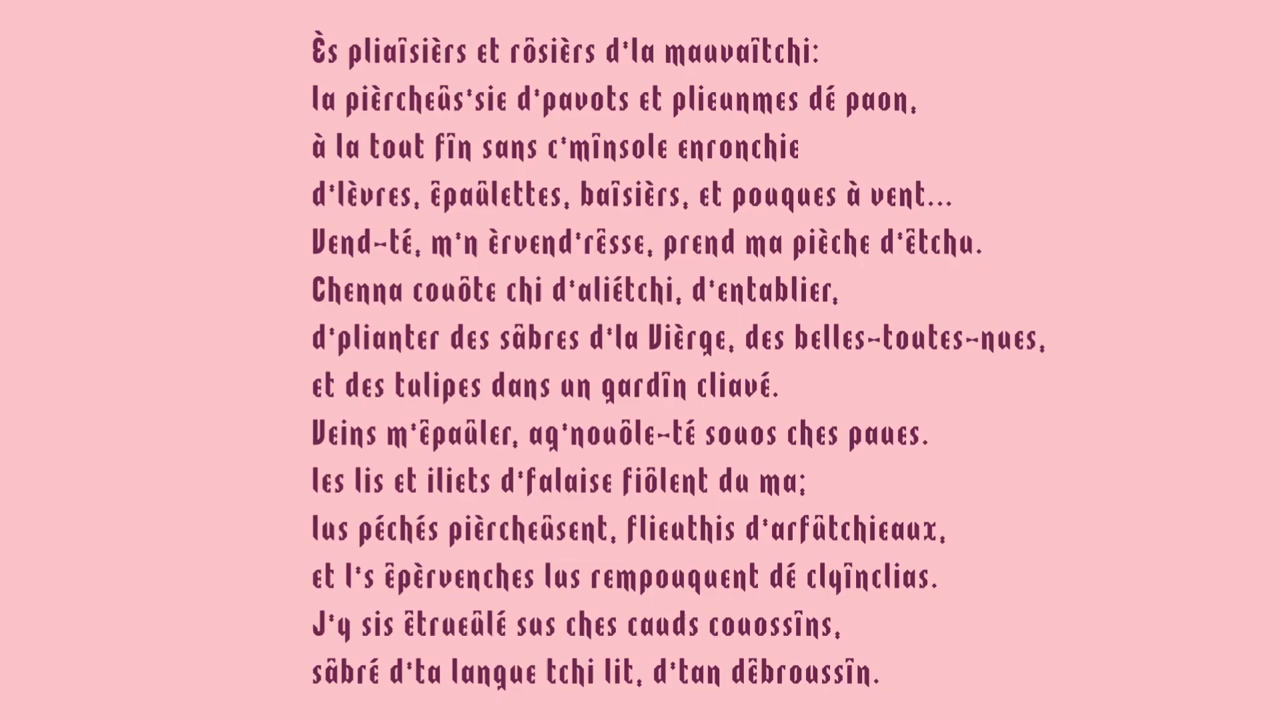 Ès pliaîsièrs et rôsièrs d'la mauvaîtchi:
la pièrcheûs'sie d'pavots et plieunmes dé paon,
à la tout fîn sans c'mînsole enronchie
d'lèvres, êpaûlettes, baîsièrs, et pouques à vent...
Vend-té, m'n èrvend'rêsse, prend ma pièche d'êtchu.
Chenna couôte chi d'aliétchi, d'entablier,
d'plianter des sâbres d'la Vièrge, des belles-toutes-nues,
et des tulipes dans un gardîn cliavé.
Veins m'êpaûler, ag'nouôle-té souos ches paues.
les lis et iliets d'falaise fiôlent du ma;
lus péchés pièrcheûsent, flieuthis d'arfûtchieaux,
et l's êpèrvenches lus rempouquent dé clyînclias.
J'y sis êtrueûlé sus ches cauds couossîns,
sâbré d'ta langue tchi lit, d'tan dêbroussîn.